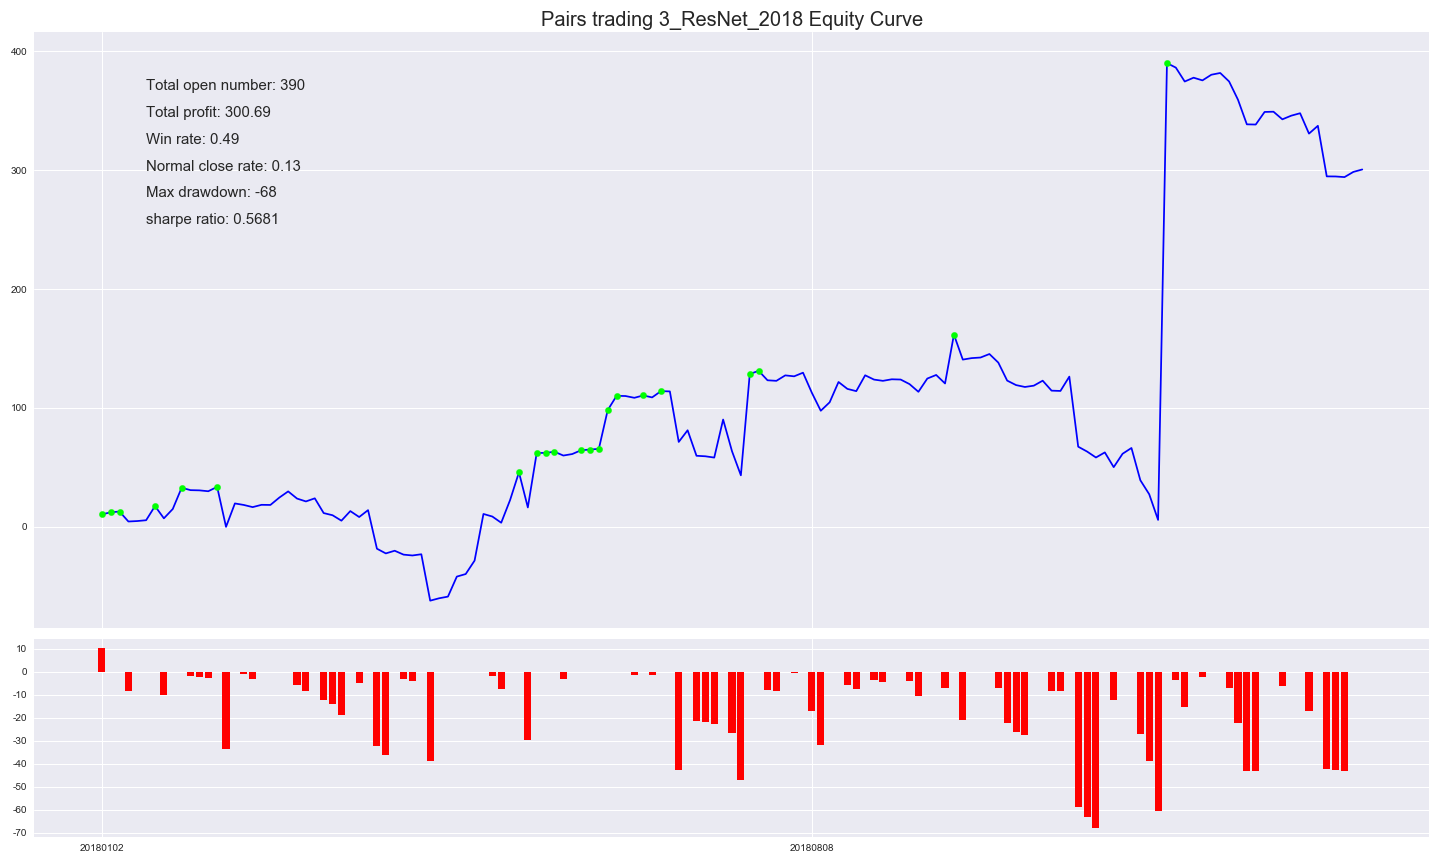 Pairs trading 3_ResNet_2018 Equity Curve
400
300
200
100
0
Total open number: 390
Total profit: 300.69
Win rate: 0.49
Normal close rate: 0.13
Max drawdown: -68
sharpe ratio: 0.5681
10
0
-10
-20
-30
-40
-50
-60
-70
20180102
20180808